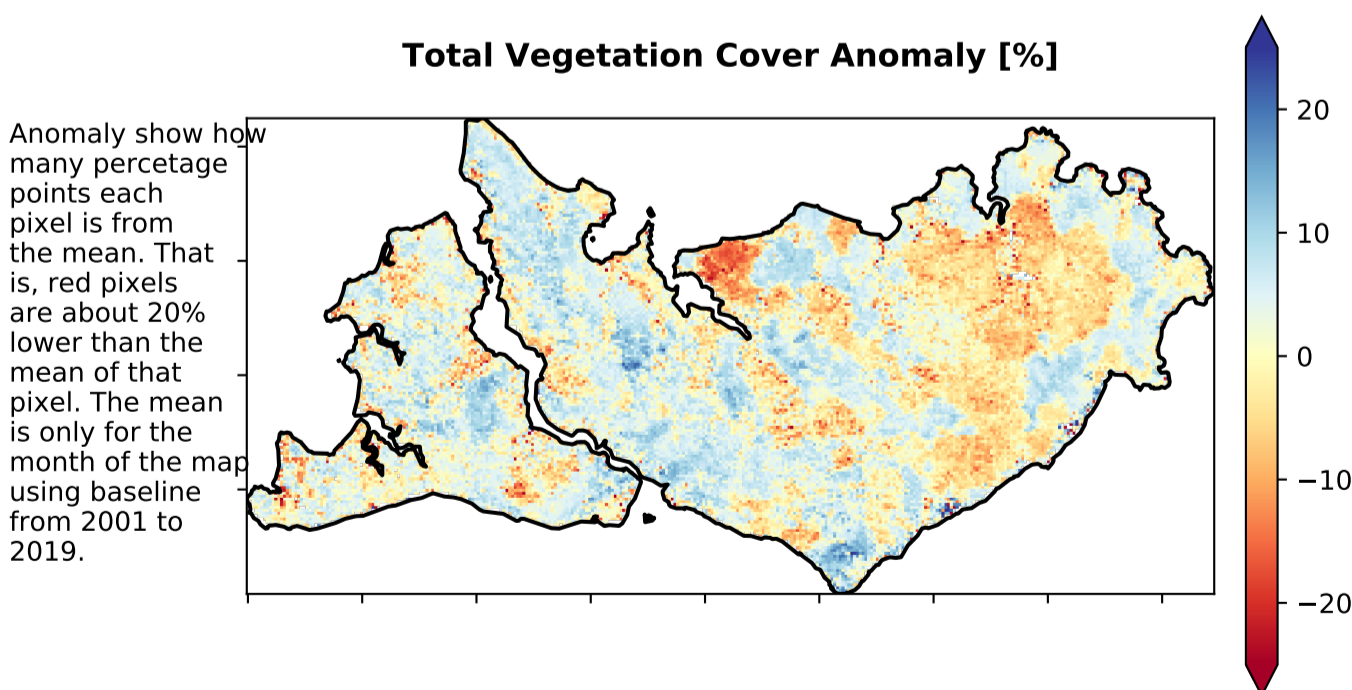 Total Vegetation Cover Anomaly [%]
Anomaly show how
many percetage
points each
pixel is from
the mean. That
is, red pixels
are about 20%
lower than the
mean of that
pixel. The mean
is only for the
month of the map
using baseline
from 2001 to
2019.
20
10
0
−10
−20